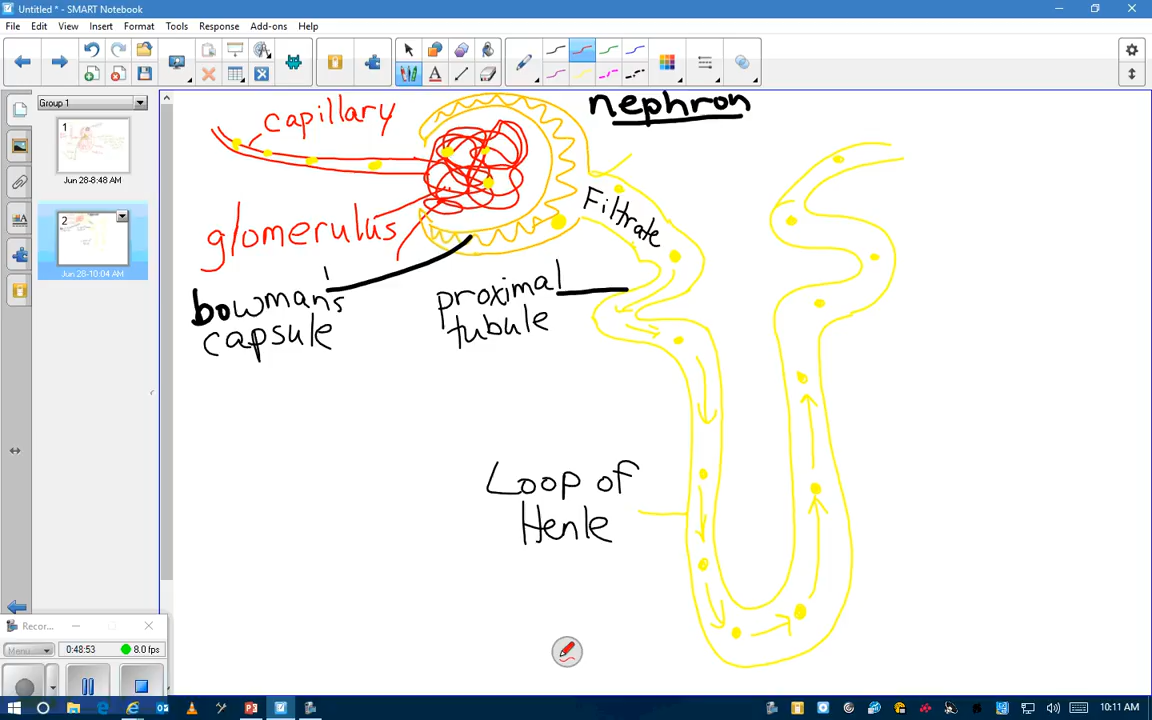 Untitled * - SMART Notebook
File Edit View Insert Format Tools Response Add-ons Help
Group 1
1
Jun 28-8:48 AM
2
Jun 28-10:04 AM
nephron
capillary
Filtrate
glomerulus
bowman's
capsule
proximal
tubule
Loop of
Henle
Recor...
Menu
0:48:53 8.0 fps
10:11 AM